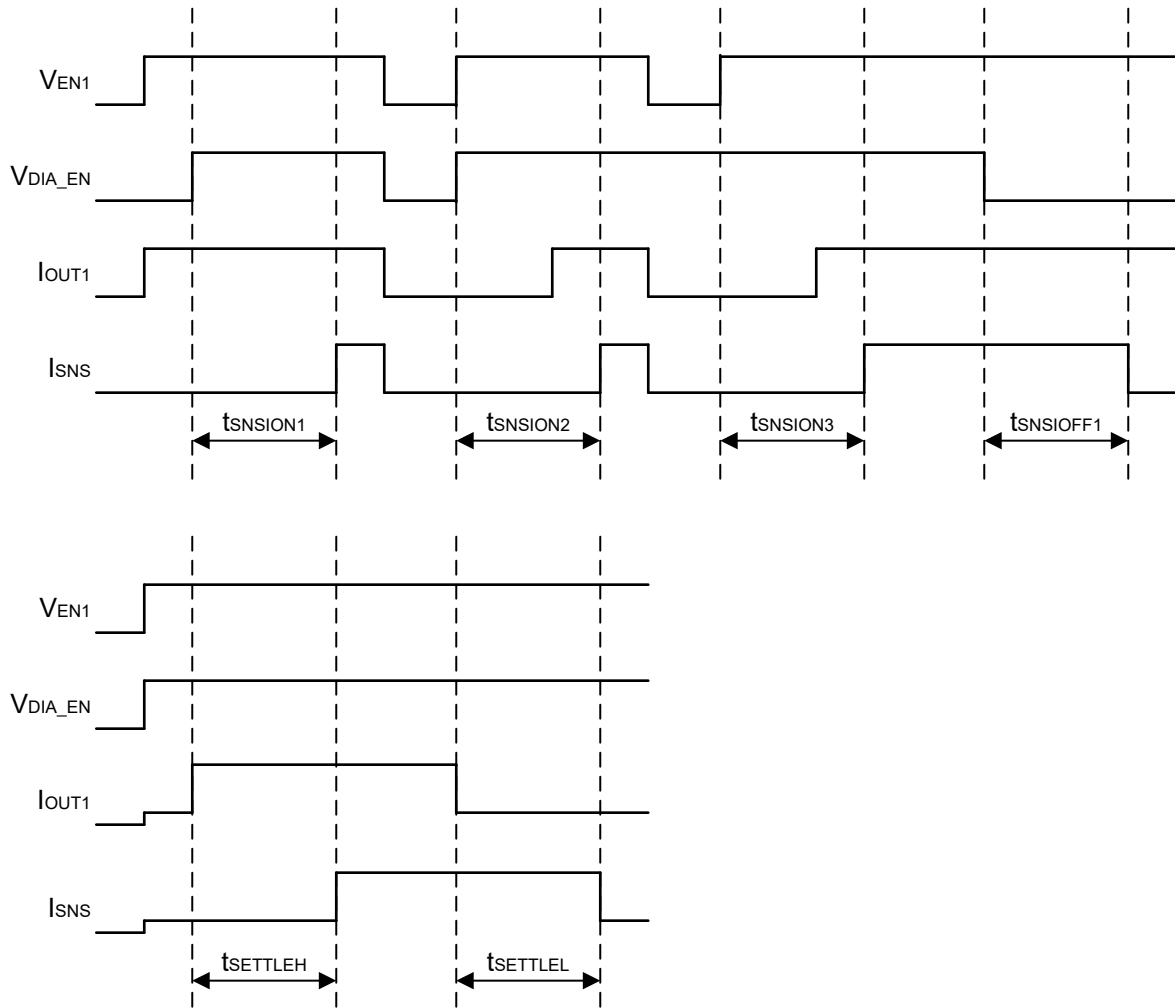 VEN1
VDIA_EN
IOUT1
ISNS
tSNSION1 tSNSION2 tSNSION3 tSNSIOFF1
VEN1
VDIA_EN
IOUT1
ISNS
tSETTLEH tSETTLEL